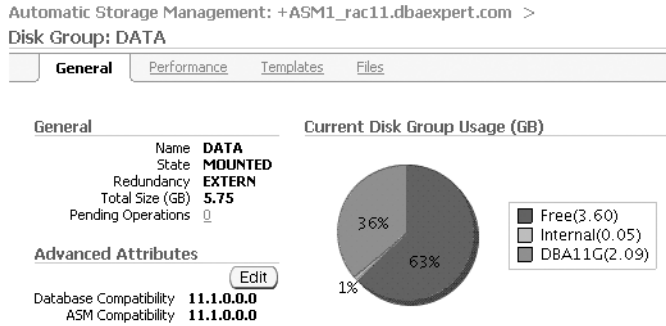 Automatic Storage Management: +ASM1_rac11.dbaexpert.com >
Disk Group: DATA
General Performance Templates Files
General
Name DATA
State MOUNTED
Redundancy EXTERN
Total Size (GB) 5.75
Pending Operations 0
Advanced Attributes
Edit
Database Compatibility 11.1.0.0.0
ASM Compatibility 11.1.0.0.0
Current Disk Group Usage (GB)
36%
63%
1%
Free(3.60)
Internal(0.05)
DBA11G(2.09)